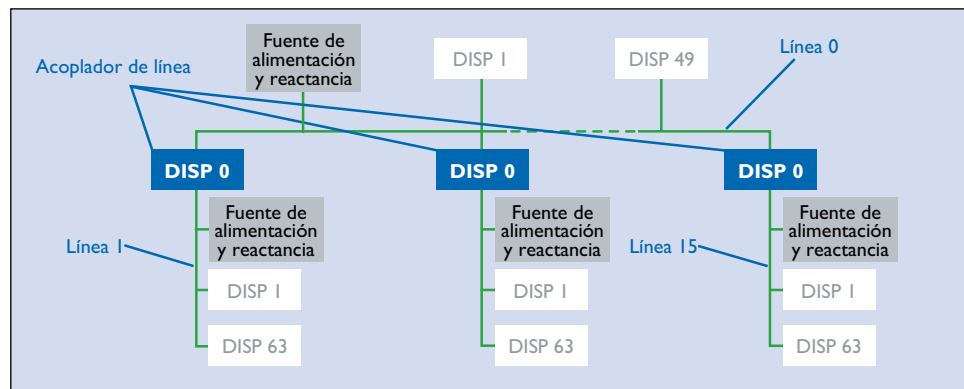 Fuente de
alimentación
y reactancia
DISP 1
DISP 49
Línea 0
Acoplador de línea
DISP 0
DISP 0
DISP 0
Línea 1
Fuente de
alimentación
y reactancia
Fuente de
alimentación
y reactancia
Línea 15
Fuente de
alimentación
y reactancia
DISP 1
DISP 1
DISP 1
DISP 63
DISP 63
DISP 63